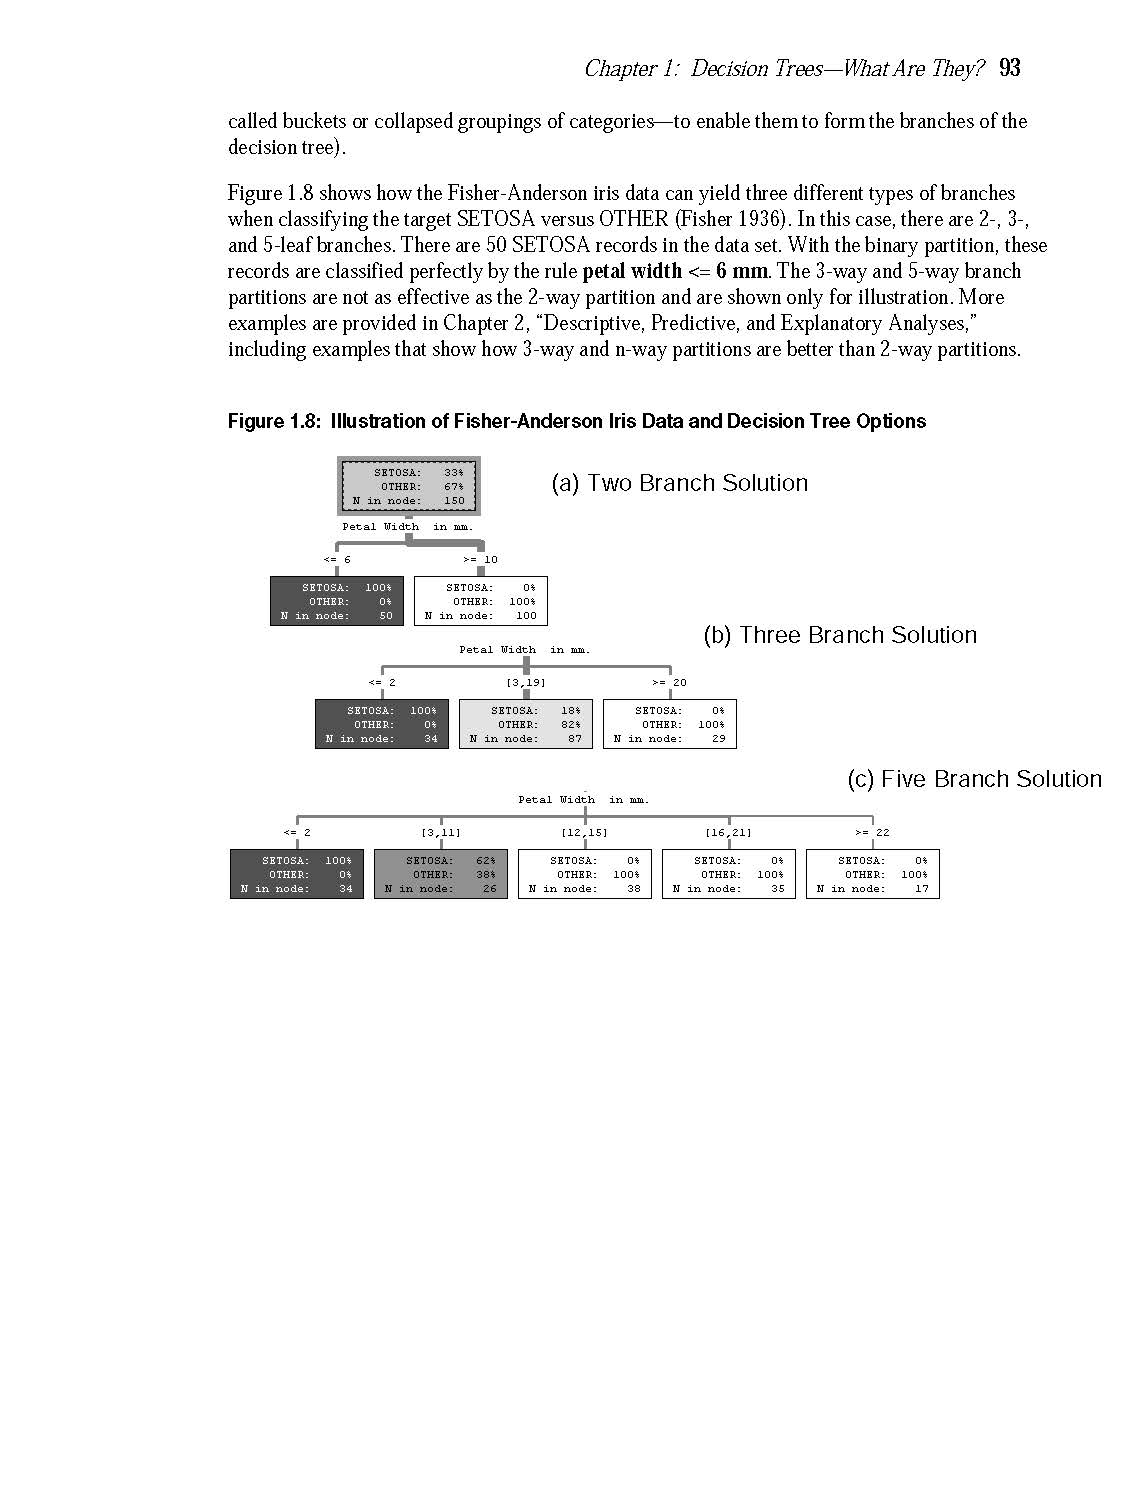 Chapter 1: Decision Trees—What Are They? 93
called buckets or collapsed groupings of categories—to enable them to form the branches of the
decision tree).
Figure 1.8 shows how the Fisher-Anderson iris data can yield three different types of branches
when classifying the target SETOSA versus OTHER (Fisher 1936). In this case, there are 2-, 3-,
and 5-leaf branches. There are 50 SETOSA records in the data set. With the binary partition, these
records are classified perfectly by the rule petal width <= 6 mm. The 3-way and 5-way branch
partitions are not as effective as the 2-way partition and are shown only for illustration. More
examples are provided in Chapter 2, “Descriptive, Predictive, and Explanatory Analyses,”
including examples that show how 3-way and n-way partitions are better than 2-way partitions.
Figure 1.8: Illustration of Fisher-Anderson Iris Data and Decision Tree Options
SETOSA: 33%
OTHER: 67%
N in node: 150
(a) Two Branch Solution
Petal Width in mm.
<= 6 >= 10
SETOSA: 100% SETOSA: 0%
OTHER: 0% OTHER: 100%
N in node: 50 N in node: 100
(b) Three Branch Solution
Petal Width in mm.
<= 2 [3,19] >= 20
SETOSA: 100% SETOSA: 18% SETOSA: 0%
OTHER: 0% OTHER: 82% OTHER: 100%
N in node: 34 N in node: 87 N in node: 29
(c) Five Branch Solution
Petal Width in mm.
<= 2 [3,11] [12,15] [16,21] >= 22
SETOSA: 100% SETOSA: 62% SETOSA: 0% SETOSA: 0% SETOSA: 0%
OTHER: 0% OTHER: 38% OTHER: 100% OTHER: 100% OTHER: 100%
N in node: 34 N in node: 26 N in node: 38 N in node: 35 N in node: 17